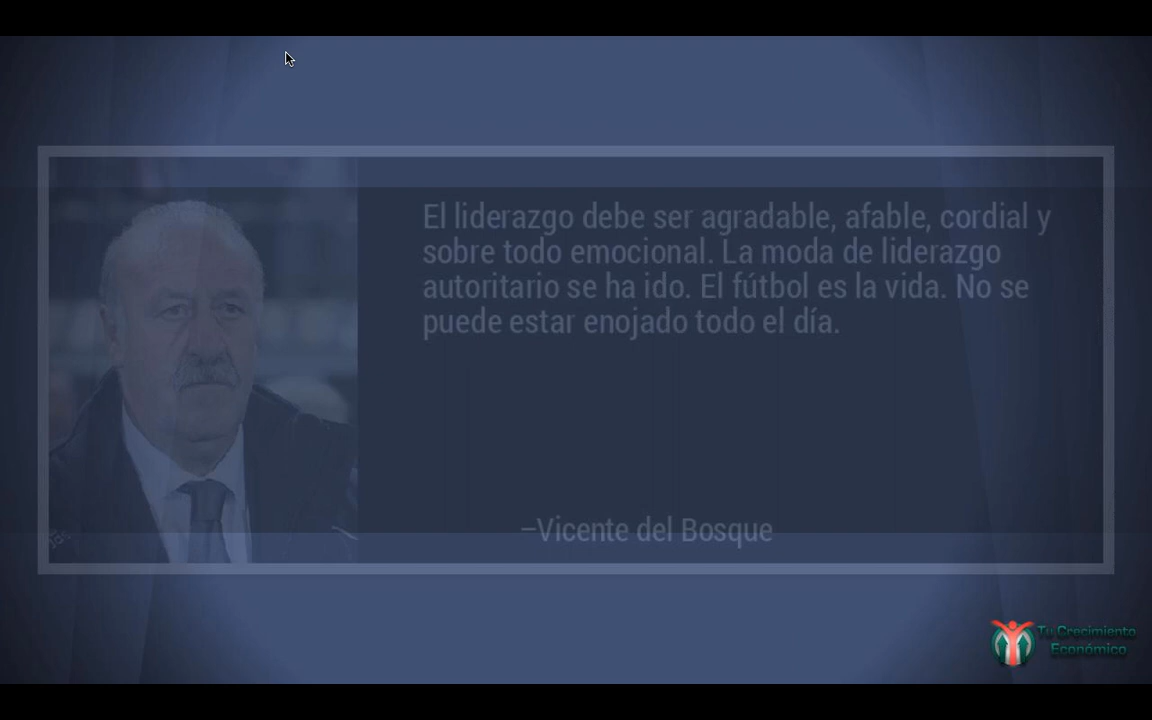 El liderazgo debe ser agradable, afable, cordial y
sobre todo emocional. La moda de liderazgo
autoritario se ha ido. El fútbol es la vida. No se
puede estar enojado todo el día.
–Vicente del Bosque
Tu Crecimiento
Económico